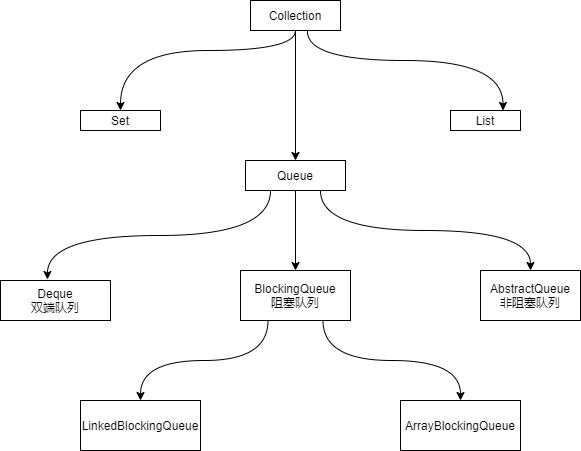 Collection
Set
List
Queue
Deque
双端队列
BlockingQueue
阻塞队列
AbstractQueue
非阻塞队列
LinkedBlockingQueue
ArrayBlockingQueue